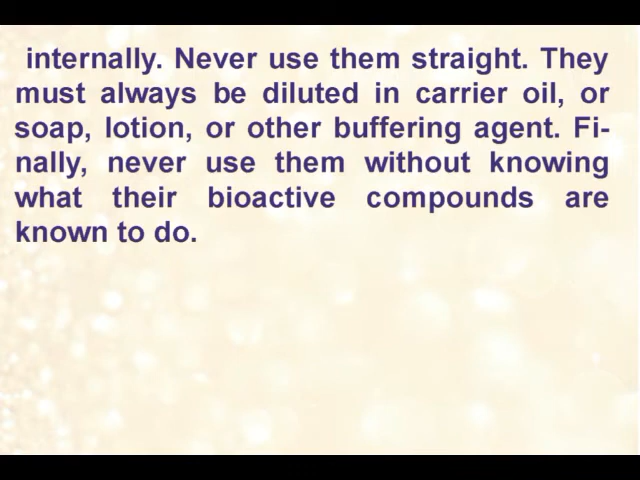 internally. Never use them straight. They
must always be diluted in carrier oil, or
soap, lotion, or other buffering agent. Fi-
nally, never use them without knowing
what their bioactive compounds are
known to do.